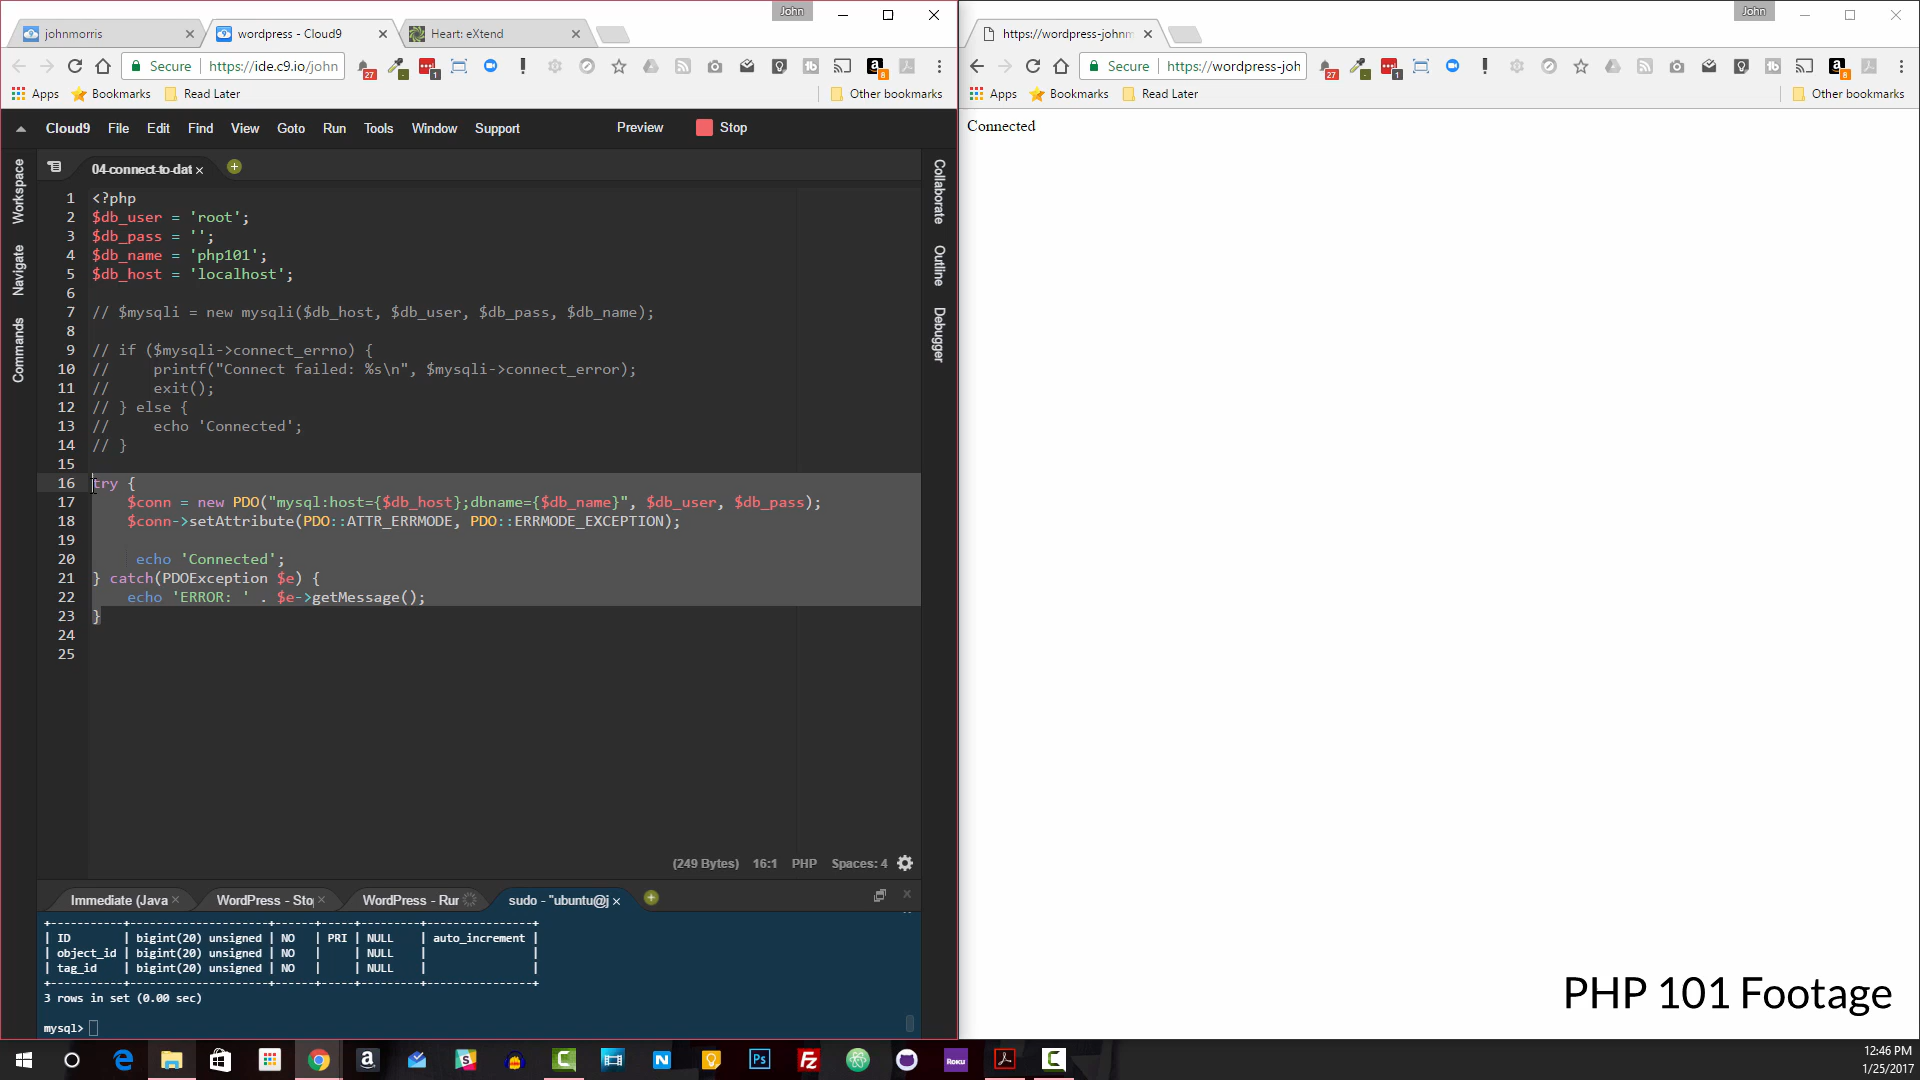 John
johnmorris
wordpress - Cloud9
Heart: eXtend
Secure
https://ide.c9.io/john
27
1
8
Apps
Bookmarks
Read Later
Other bookmarks
Cloud9 File Edit Find View Goto Run Tools Window Support Preview Stop
Workspace
Navigate
Commands
04-connect-to-dat
1 <?php
2 $db_user = 'root';
3 $db_pass = '';
4 $db_name = 'php101';
5 $db_host = 'localhost';
6
7 // $mysqli = new mysqli($db_host, $db_user, $db_pass, $db_name);
8
9 // if ($mysqli->connect_errno) {
10 //     printf("Connect failed: %s\n", $mysqli->connect_error);
11 //     exit();
12 // } else {
13 //     echo 'Connected';
14 // }
15
16 try {
17     $conn = new PDO("mysql:host={$db_host};dbname={$db_name}", $db_user, $db_pass);
18     $conn->setAttribute(PDO::ATTR_ERRMODE, PDO::ERRMODE_EXCEPTION);
19
20      echo 'Connected';
21 } catch(PDOException $e) {
22     echo 'ERROR: ' . $e->getMessage();
23 }
24
25
Collaborate
Outline
Debugger
(249 Bytes) 16:1 PHP Spaces: 4
Immediate (Java
WordPress - Sto
WordPress - Rur
sudo - "ubuntu@j
+-----------+---------------------+------+-----+---------+----------------+
| ID | bigint(20) unsigned | NO | PRI | NULL | auto_increment |
| object_id | bigint(20) unsigned | NO | | NULL | |
| tag_id | bigint(20) unsigned | NO | | NULL | |
+-----------+---------------------+------+-----+---------+----------------+
3 rows in set (0.00 sec)
mysql>
John
https://wordpress-johnm
Secure
https://wordpress-joh
27
1
8
Apps
Bookmarks
Read Later
Other bookmarks
Connected
PHP 101 Footage
Roku
12:46 PM
1/25/2017